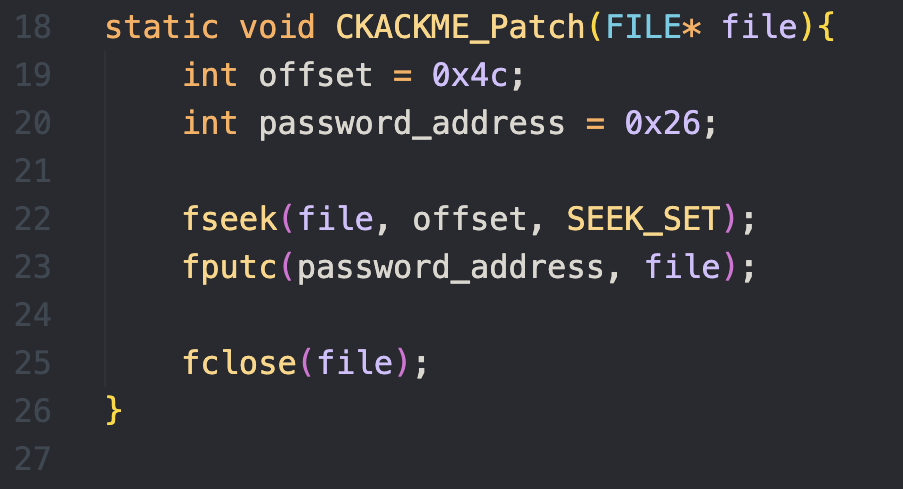 18 static void CKACKME_Patch(FILE* file){
19 int offset = 0x4c;
20 int password_address = 0x26;
21
22 fseek(file, offset, SEEK_SET);
23 fputc(password_address, file);
24
25 fclose(file);
26 }
27